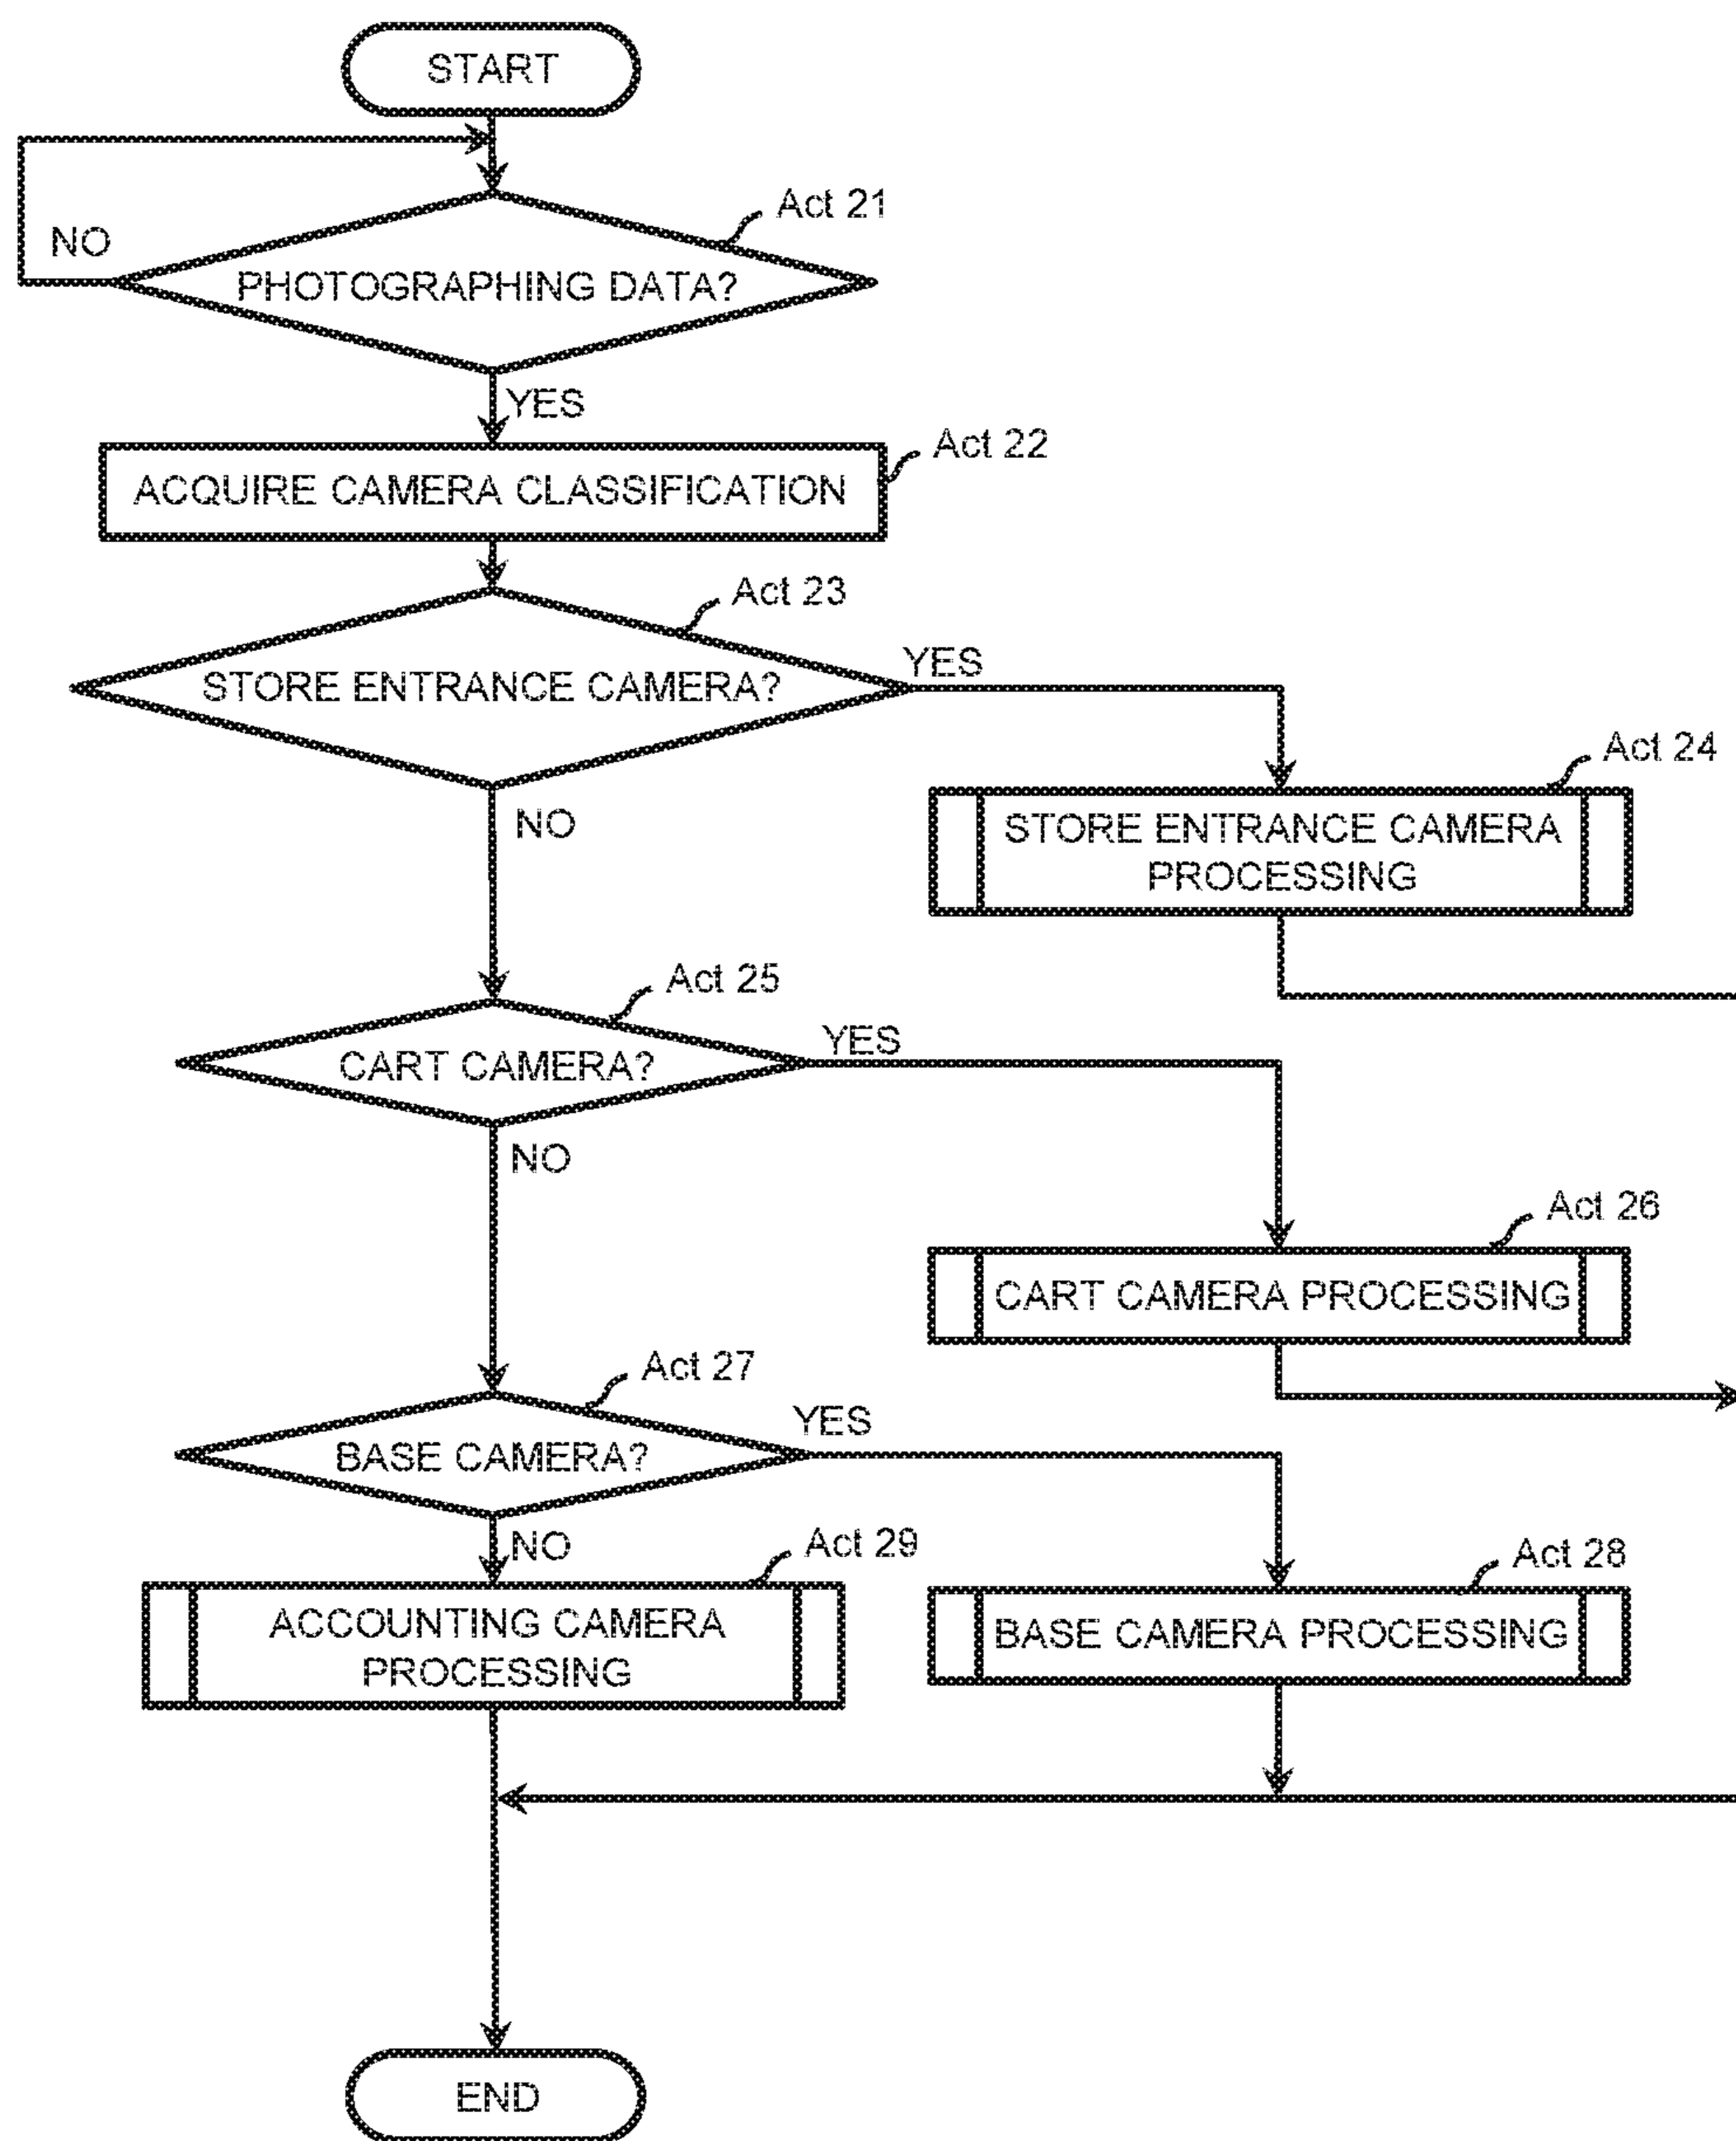 START
Act 21
NO
PHOTOGRAPHING DATA?
YES
Act 22
ACQUIRE CAMERA CLASSIFICATION
Act 23
YES
STORE ENTRANCE CAMERA?
Act 24
NO
STORE ENTRANCE CAMERA
PROCESSING
Act 25
YES
CART CAMERA?
NO
Act 26
CART CAMERA PROCESSING
Act 27
YES
BASE CAMERA?
NO
Act 29
Act 28
ACCOUNTING CAMERA
PROCESSING
BASE CAMERA PROCESSING
END